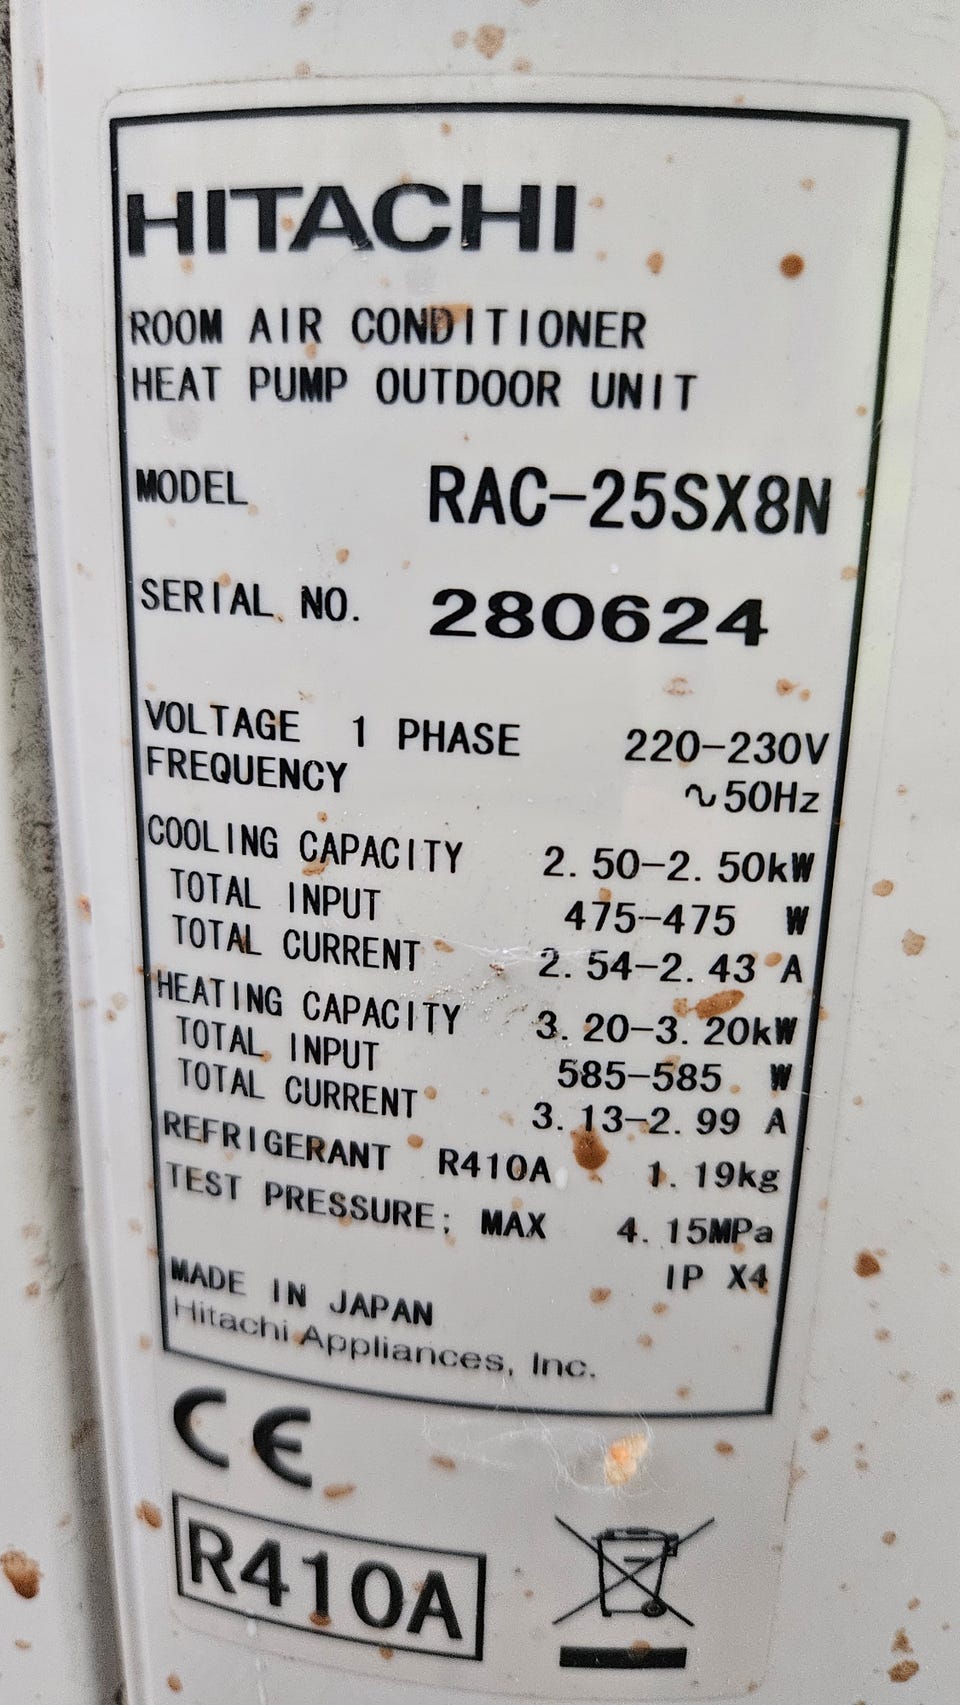 HITACHI
ROOM AIR CONDITIONER
HEAT PUMP OUTDOOR UNIT
MODEL RAC-25SX8N
SERIAL NO. 280624
VOLTAGE 1 PHASE 220-230V
FREQUENCY ∿50Hz
COOLING CAPACITY 2.50-2.50kW
TOTAL INPUT 475-475 W
TOTAL CURRENT 2.54-2.43 A
HEATING CAPACITY 3.20-3.20kW
TOTAL INPUT 585-585 W
TOTAL CURRENT 3.13-2.99 A
REFRIGERANT R410A 1.19kg
TEST PRESSURE; MAX 4.15MPa
IP X4
MADE IN JAPAN
Hitachi Appliances, Inc.
CE
R410A